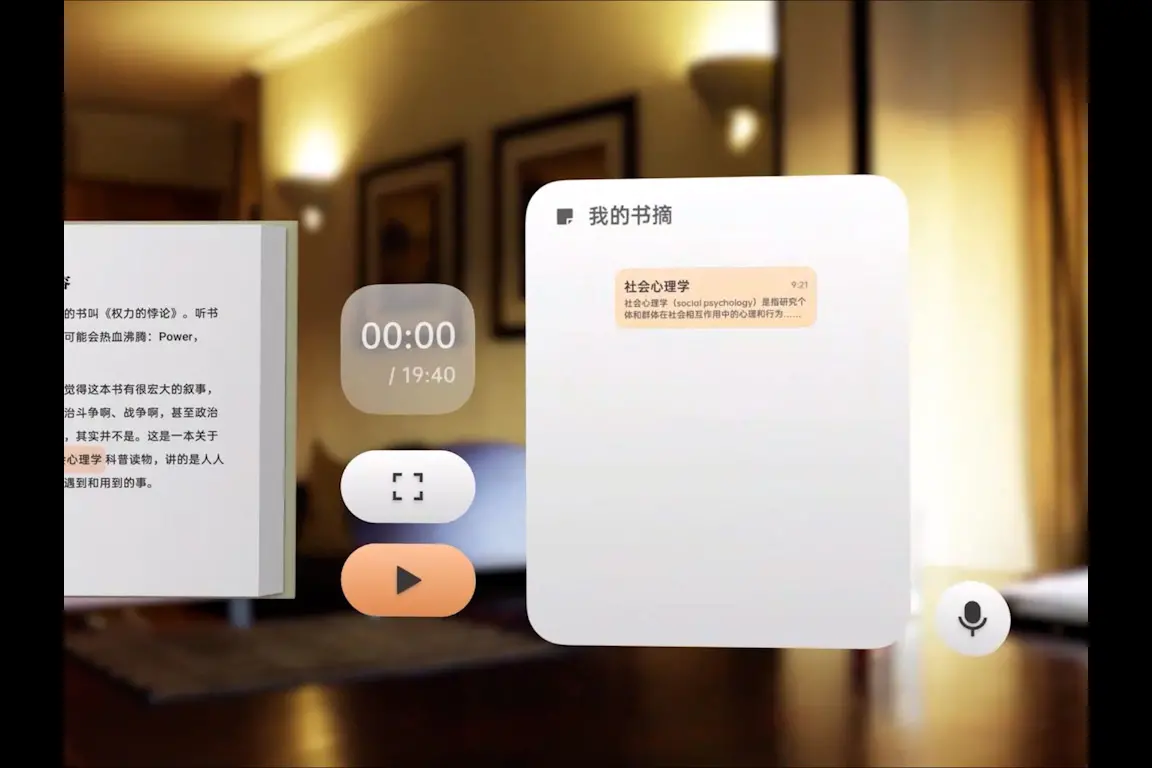 的书叫《权力的悖论》。听书
可能会热血沸腾：Power，
觉得这本书有很宏大的叙事，
治斗争啊、战争啊，甚至政治
，其实并不是。这是一本关于
心理学 科普读物，讲的是人人
遇到和用到的事。
00:00
/ 19:40
我的书摘
社会心理学
9:21
社会心理学（social psychology）是指研究个
体和群体在社会相互作用中的心理和行为……